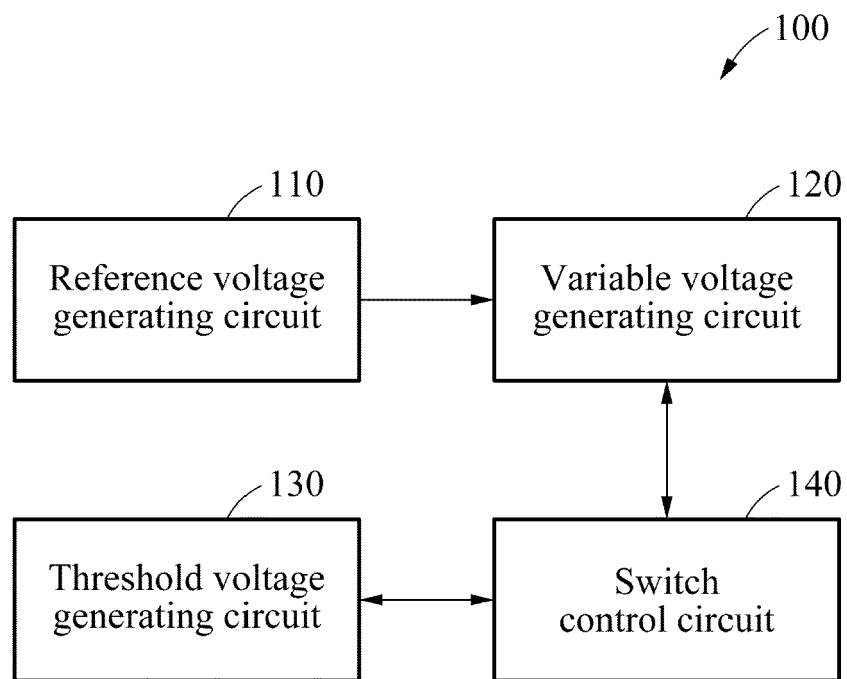 100
110
120
Reference voltage
generating circuit
Variable voltage
generating circuit
130
140
Threshold voltage
generating circuit
Switch
control circuit